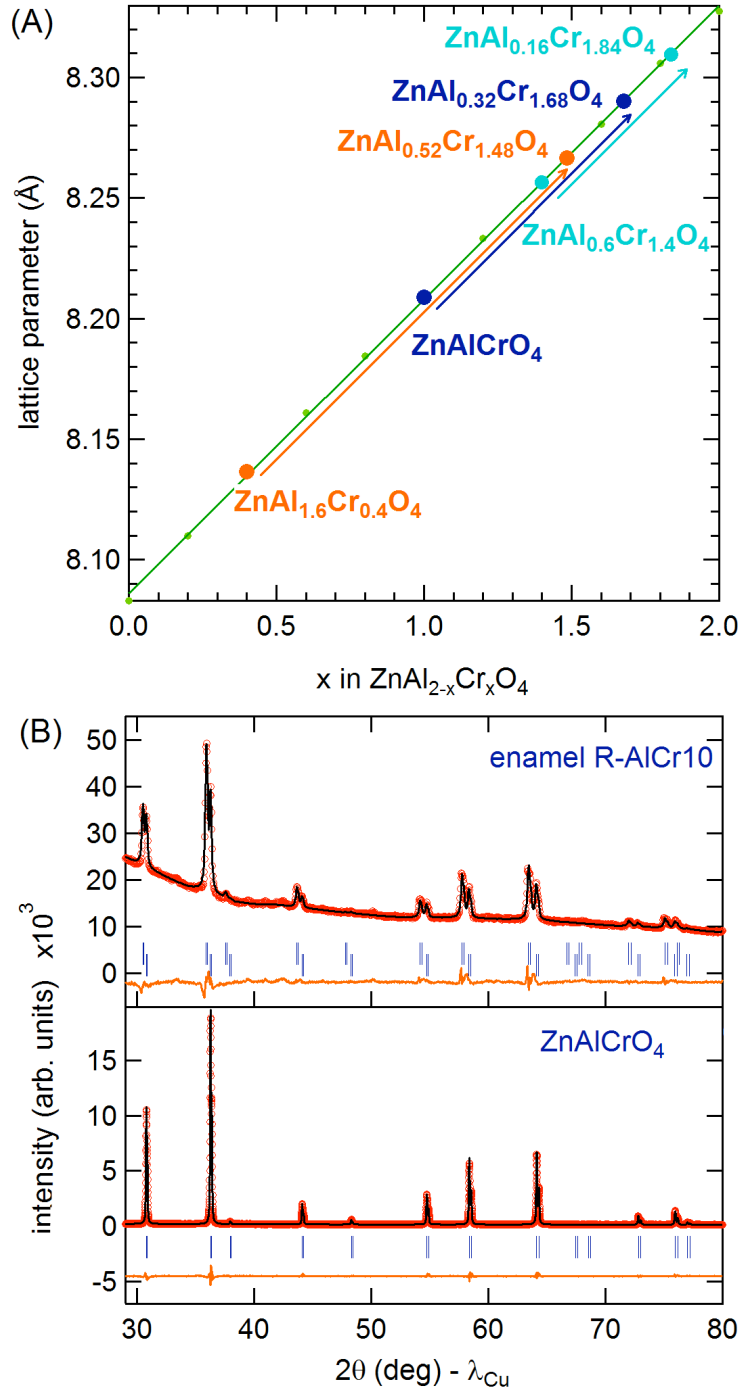 (A)
ZnAl0.16Cr1.84O4
8.30
ZnAl0.32Cr1.68O4
ZnAl0.52Cr1.48O4
8.25
ZnAl0.6Cr1.4O4
lattice parameter (Å)
8.20
ZnAlCrO4
8.15
ZnAl1.6Cr0.4O4
8.10
0.0 0.5 1.0 1.5 2.0
x in ZnAl2-xCrxO4
(B)
50
enamel R-AlCr10
40
30
20
10
0
x10³
15
ZnAlCrO4
10
5
0
-5
intensity (arb. units)
30 40 50 60 70 80
2θ (deg) - λCu